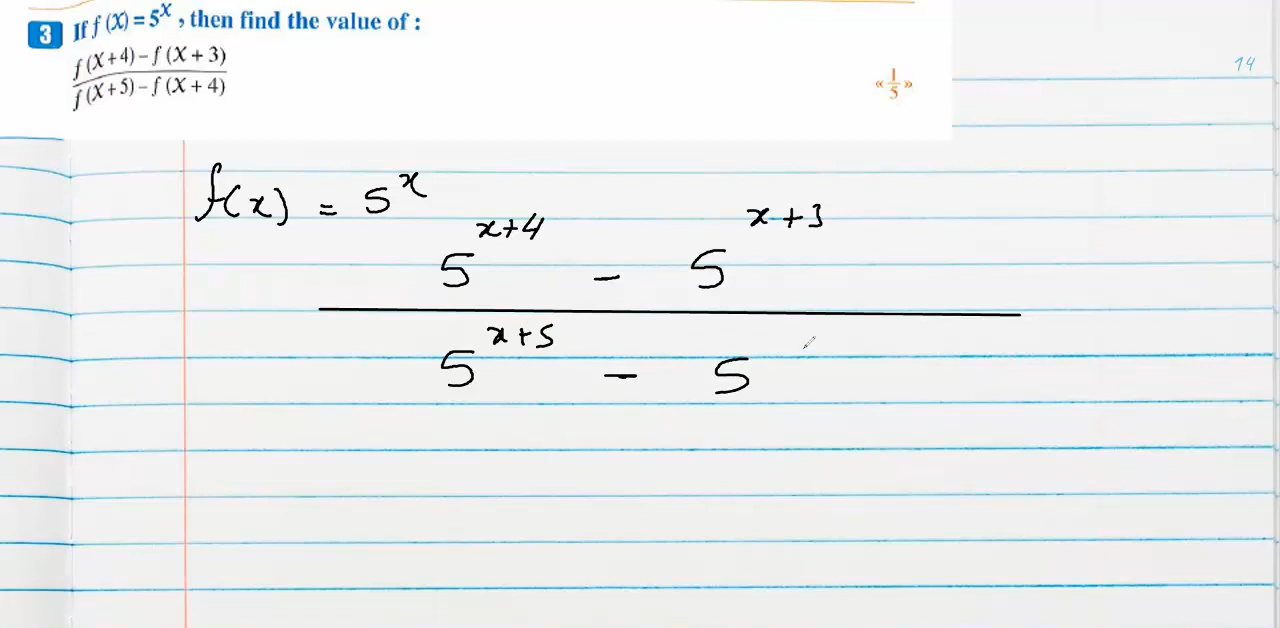 3 If f(X) = 5^X, then find the value of :
f(X+4) – f(X+3)
f(X+5) – f(X+4)
« 1/5 »
14
f(x) = 5^x
5^x+4 - 5^x+3
5^x+5 - 5